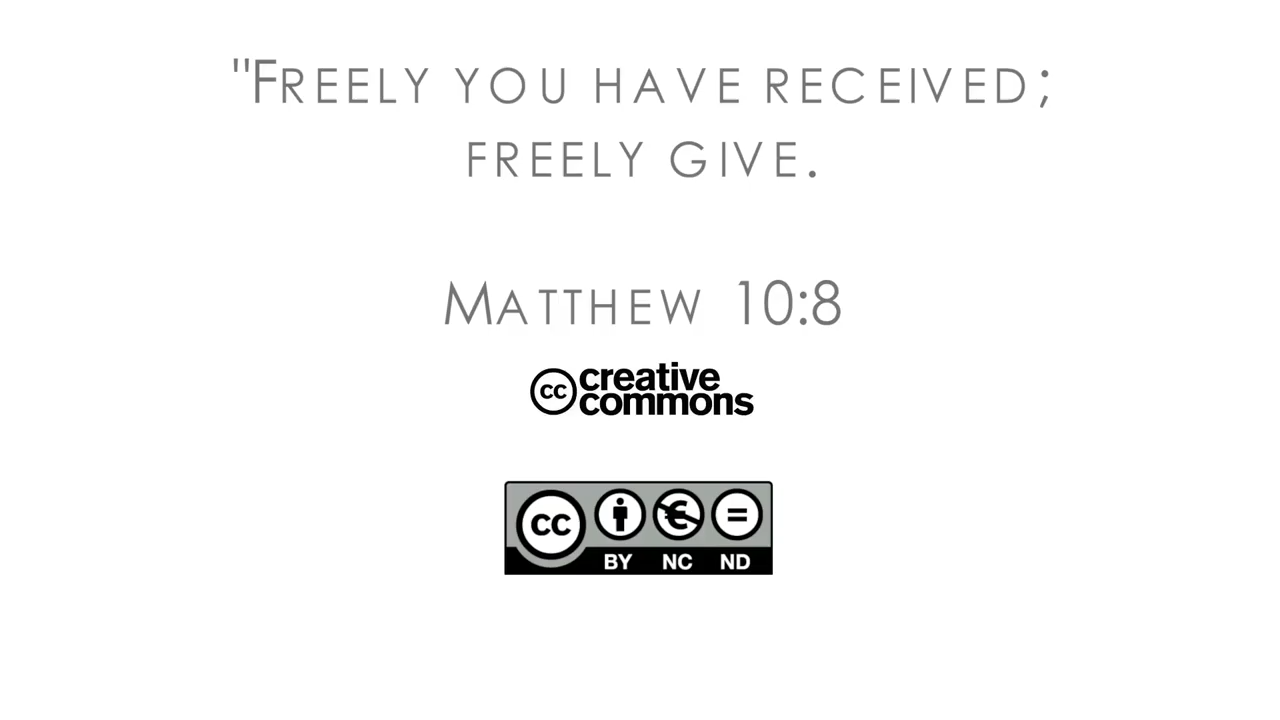 "FREELY YOU HAVE RECEIVED;
FREELY GIVE.
MATTHEW 10:8
cc creative
commons
cc
BY NC ND